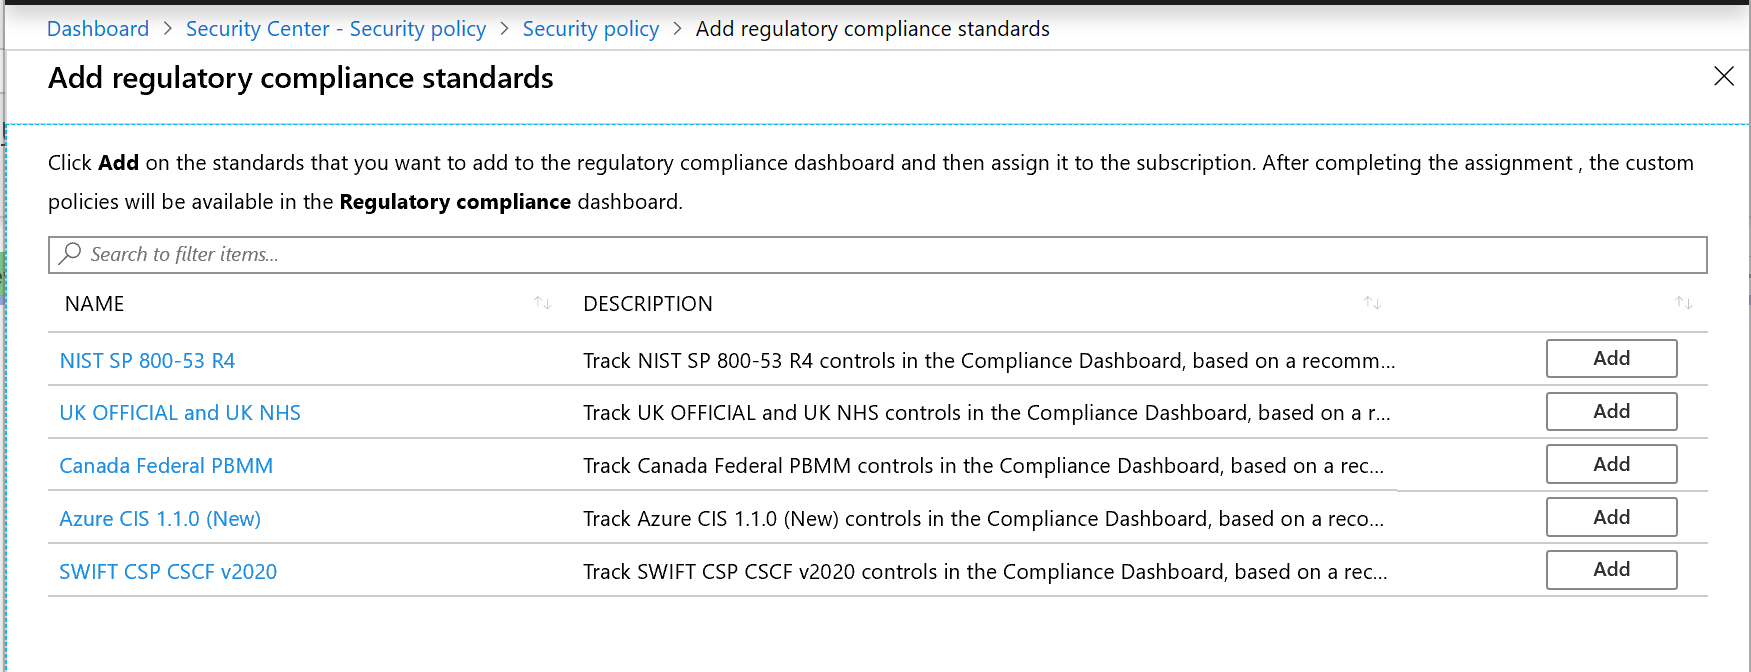 Dashboard > Security Center - Security policy > Security policy > Add regulatory compliance standards
Add regulatory compliance standards
Click Add on the standards that you want to add to the regulatory compliance dashboard and then assign it to the subscription. After completing the assignment , the custom
policies will be available in the Regulatory compliance dashboard.
Search to filter items...
NAME DESCRIPTION
NIST SP 800-53 R4 Track NIST SP 800-53 R4 controls in the Compliance Dashboard, based on a recomm... Add
UK OFFICIAL and UK NHS Track UK OFFICIAL and UK NHS controls in the Compliance Dashboard, based on a r... Add
Canada Federal PBMM Track Canada Federal PBMM controls in the Compliance Dashboard, based on a rec... Add
Azure CIS 1.1.0 (New) Track Azure CIS 1.1.0 (New) controls in the Compliance Dashboard, based on a reco... Add
SWIFT CSP CSCF v2020 Track SWIFT CSP CSCF v2020 controls in the Compliance Dashboard, based on a rec... Add